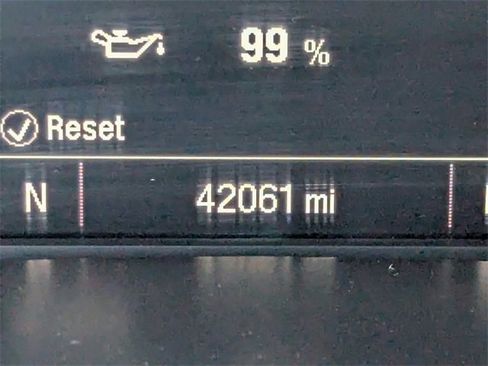 99 %
Reset
N 42061 mi